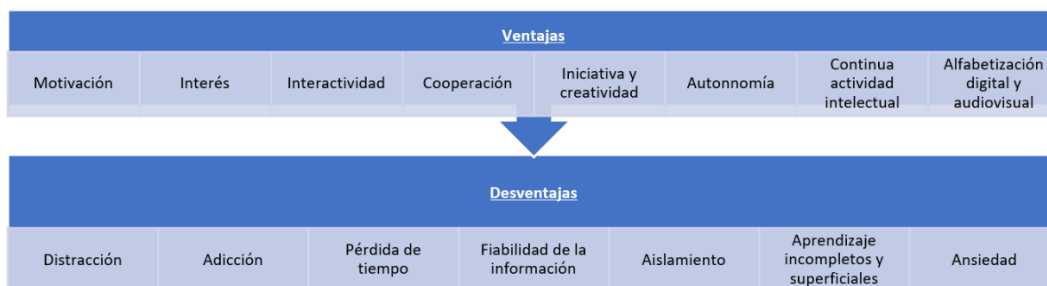 Ventajas
Motivación
Interés
Interactividad
Cooperación
Iniciativa y
creatividad
Autonnomía
Continua
actividad
intelectual
Alfabetización
digital y
audiovisual
Desventajas
Distracción
Adicción
Pérdida de
tiempo
Fiabilidad de la
información
Aislamiento
Aprendizaje
incompletos y
superficiales
Ansiedad